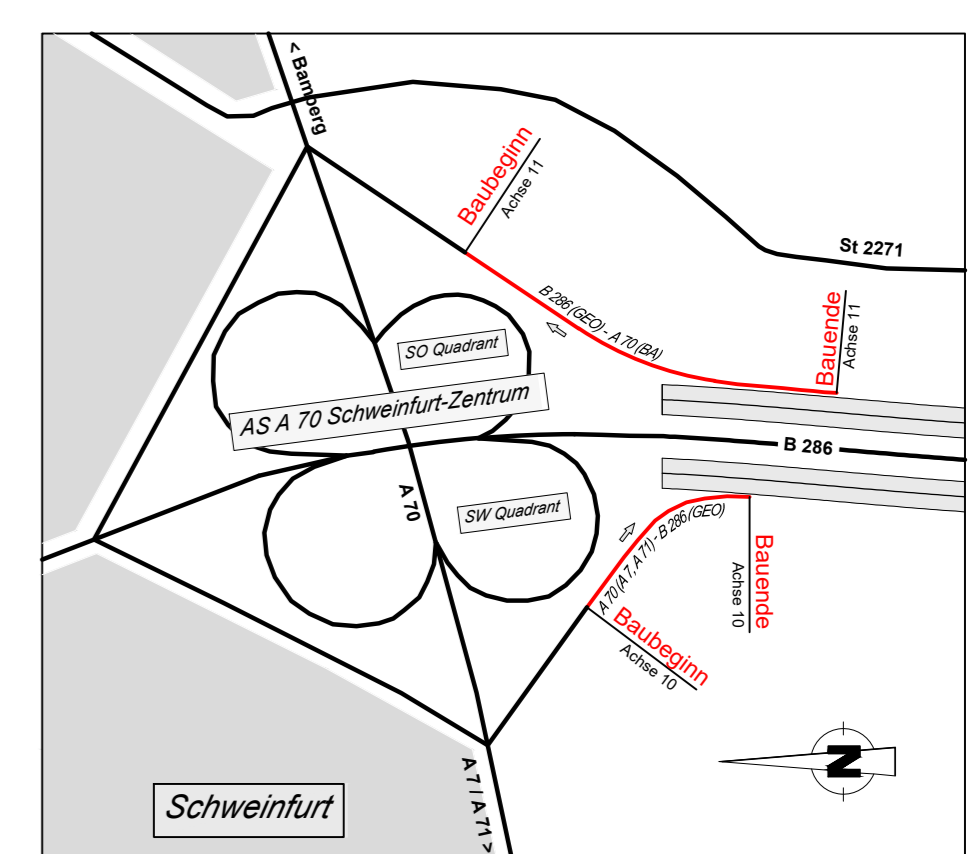 < Bamberg
Baubeginn
Achse 11
St 2271
B 286 (GEO) - A 70 (BA)
Bauende
Achse 11
SO Quadrant
AS A 70 Schweinfurt-Zentrum
B 286
A 70
SW Quadrant
A 70 (A 7, A 71) - B 286 (GEO)
Bauende
Achse 10
Baubeginn
Achse 10
N
A 7 / A 71 >
Schweinfurt